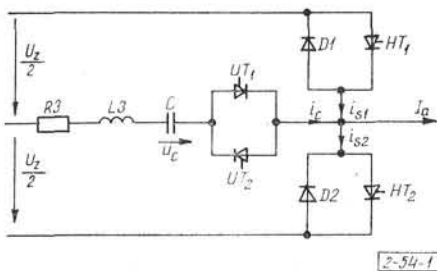 U_z/2
D1
HT_1
R3
L3
C
u_c
UT_1
UT_2
i_c
i_s1
i_s2
I_a
U_z/2
D2
HT_2
2-54-1